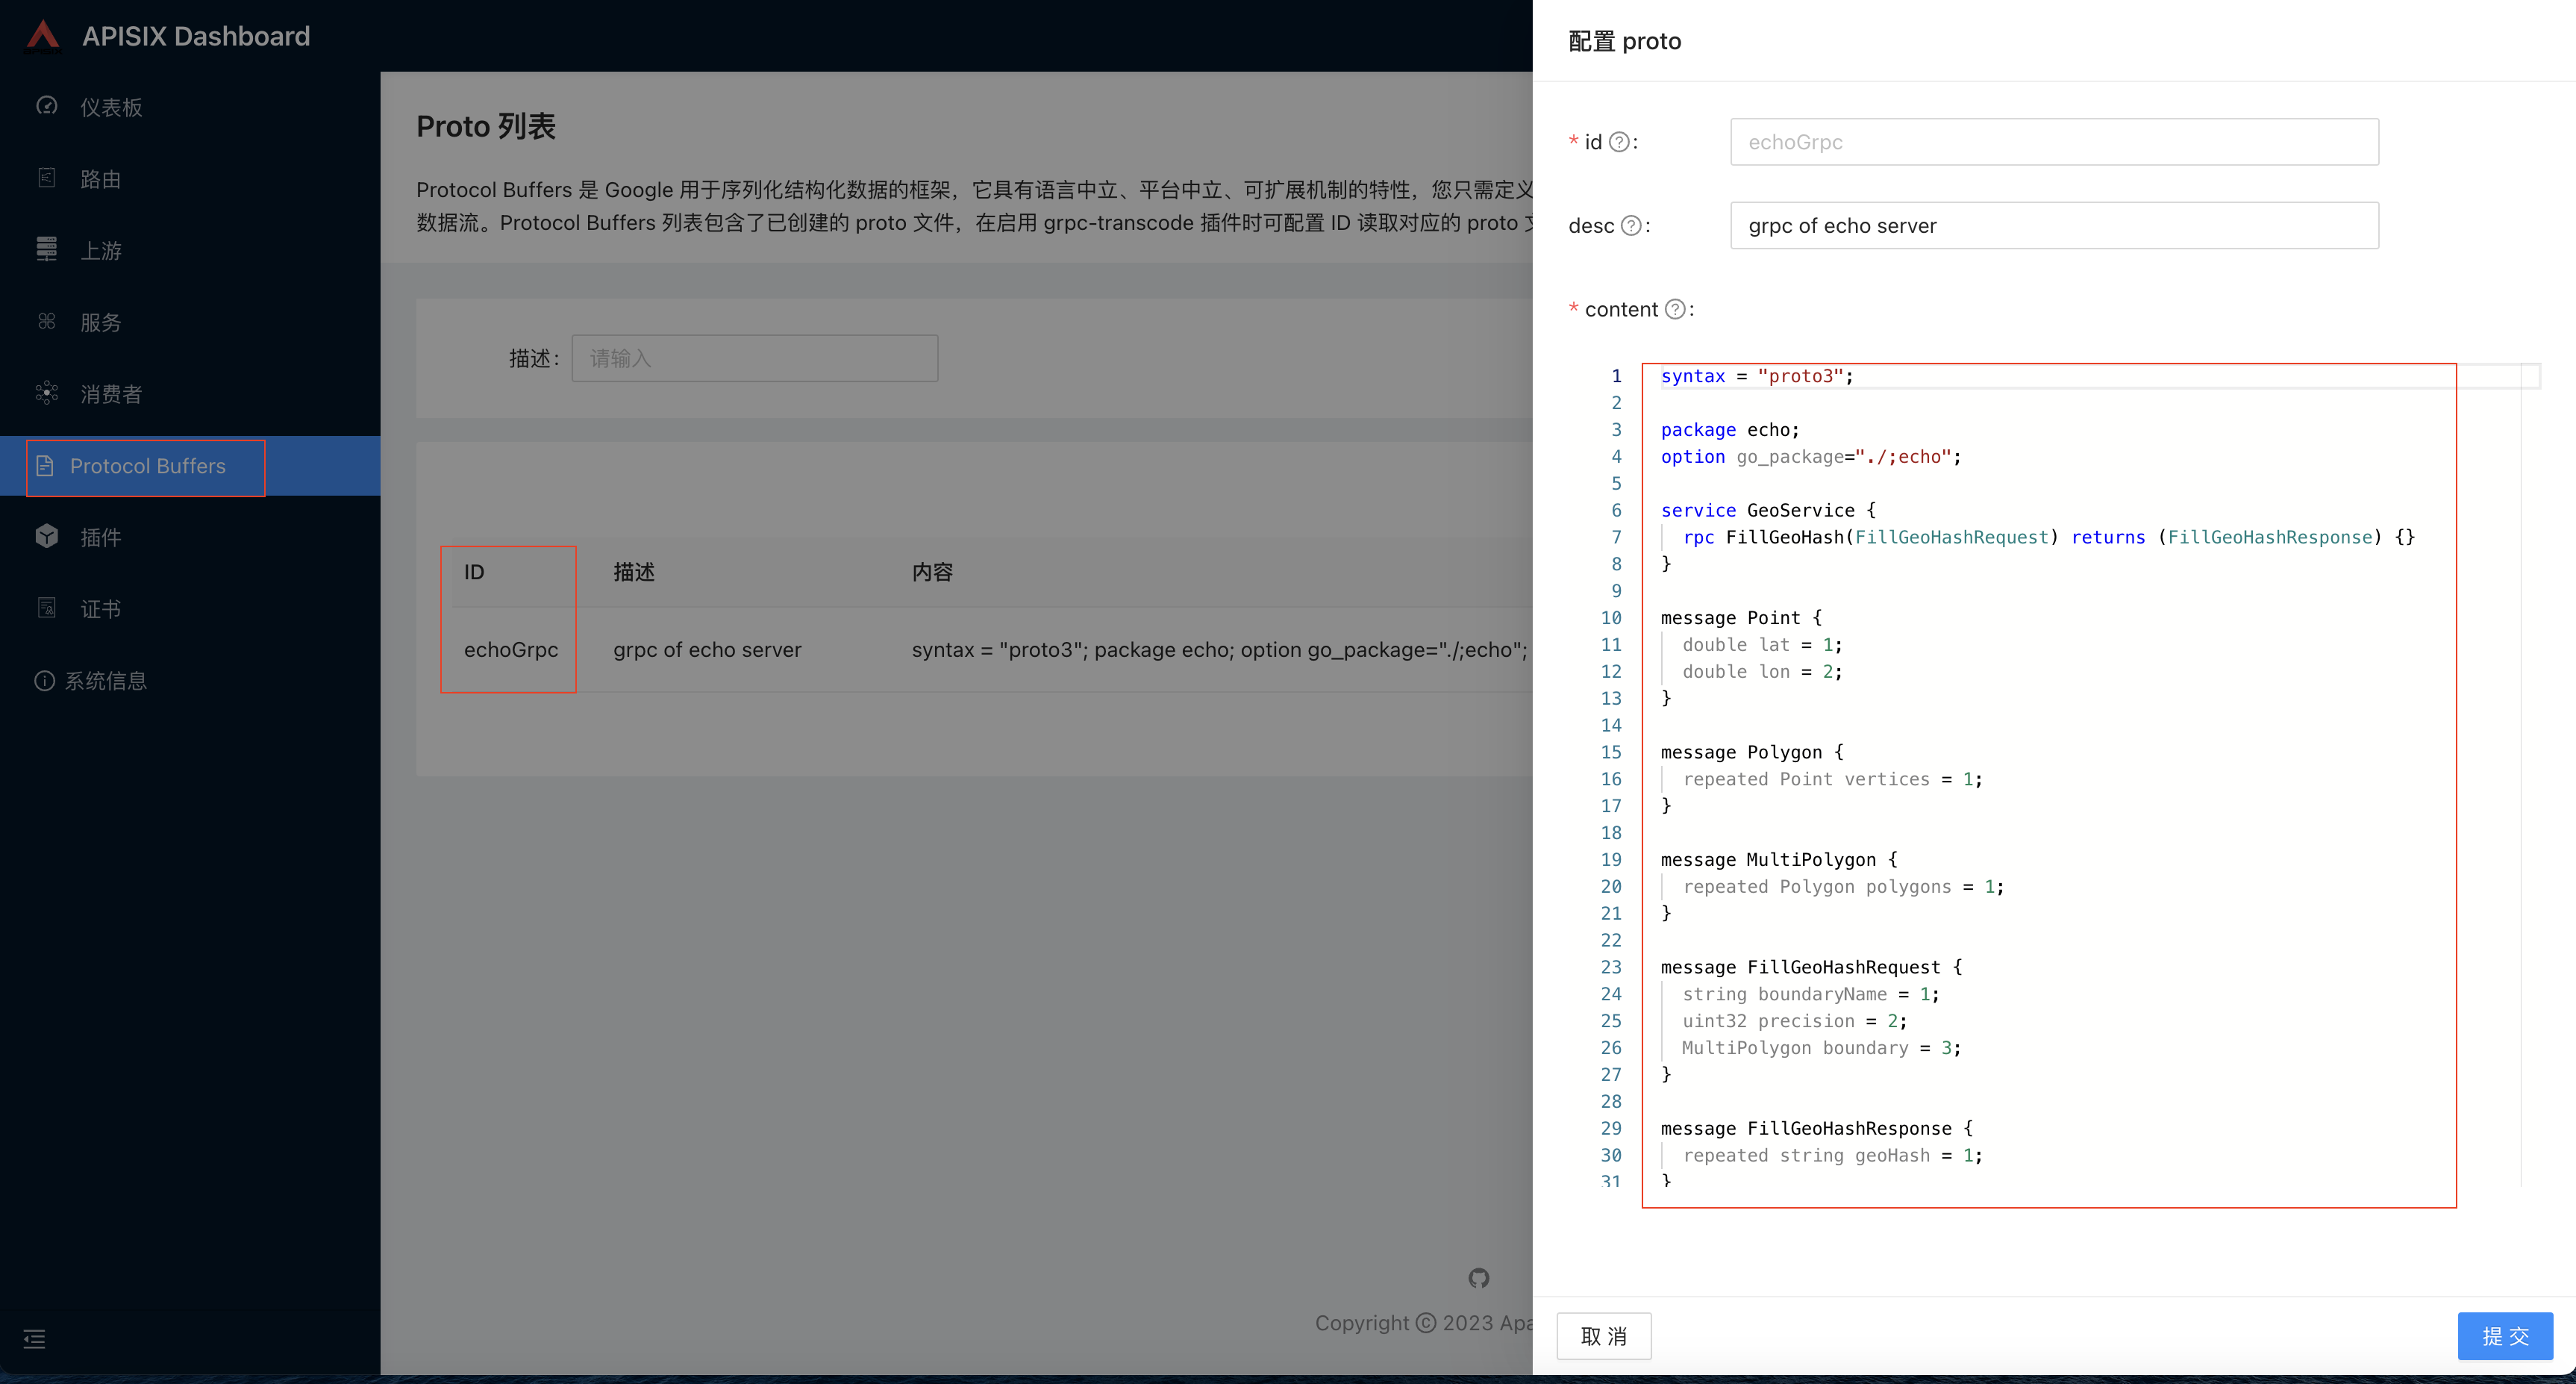 APISIX Dashboard
仪表板
路由
上游
服务
消费者
Protocol Buffers
插件
证书
系统信息
Proto 列表
Protocol Buffers 是 Google 用于序列化结构化数据的框架，它具有语言中立、平台中立、可扩展机制的特性，您只需定义
数据流。Protocol Buffers 列表包含了已创建的 proto 文件，在启用 grpc-transcode 插件时可配置 ID 读取对应的 proto
描述:
请输入
ID 描述 内容
echoGrpc grpc of echo server syntax = "proto3"; package echo; option go_package="./;echo";
Copyright © 2023 Apa
配置 proto
* id ? :
echoGrpc
desc ? :
grpc of echo server
* content ? :
1 syntax = "proto3";
2
3 package echo;
4 option go_package="./;echo";
5
6 service GeoService {
7 rpc FillGeoHash(FillGeoHashRequest) returns (FillGeoHashResponse) {}
8 }
9
10 message Point {
11 double lat = 1;
12 double lon = 2;
13 }
14
15 message Polygon {
16 repeated Point vertices = 1;
17 }
18
19 message MultiPolygon {
20 repeated Polygon polygons = 1;
21 }
22
23 message FillGeoHashRequest {
24 string boundaryName = 1;
25 uint32 precision = 2;
26 MultiPolygon boundary = 3;
27 }
28
29 message FillGeoHashResponse {
30 repeated string geoHash = 1;
31 }
取 消
提 交